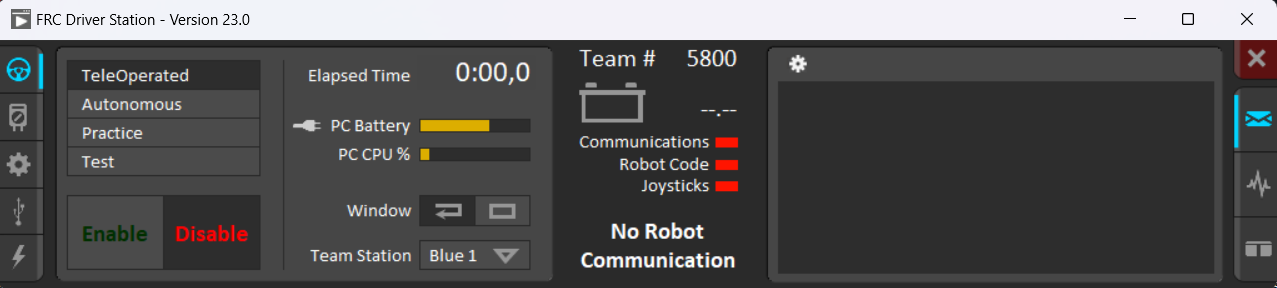 FRC Driver Station - Version 23.0
TeleOperated
Autonomous
Practice
Test
Enable Disable
Elapsed Time 0:00,0
PC Battery
PC CPU %
Window
Team Station Blue 1
Team # 5800
--.--
Communications
Robot Code
Joysticks
No Robot
Communication